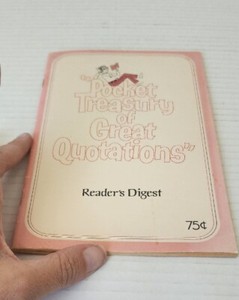 "Pocket
Treasury
of
Great
Quotations"
Reader's Digest
75¢